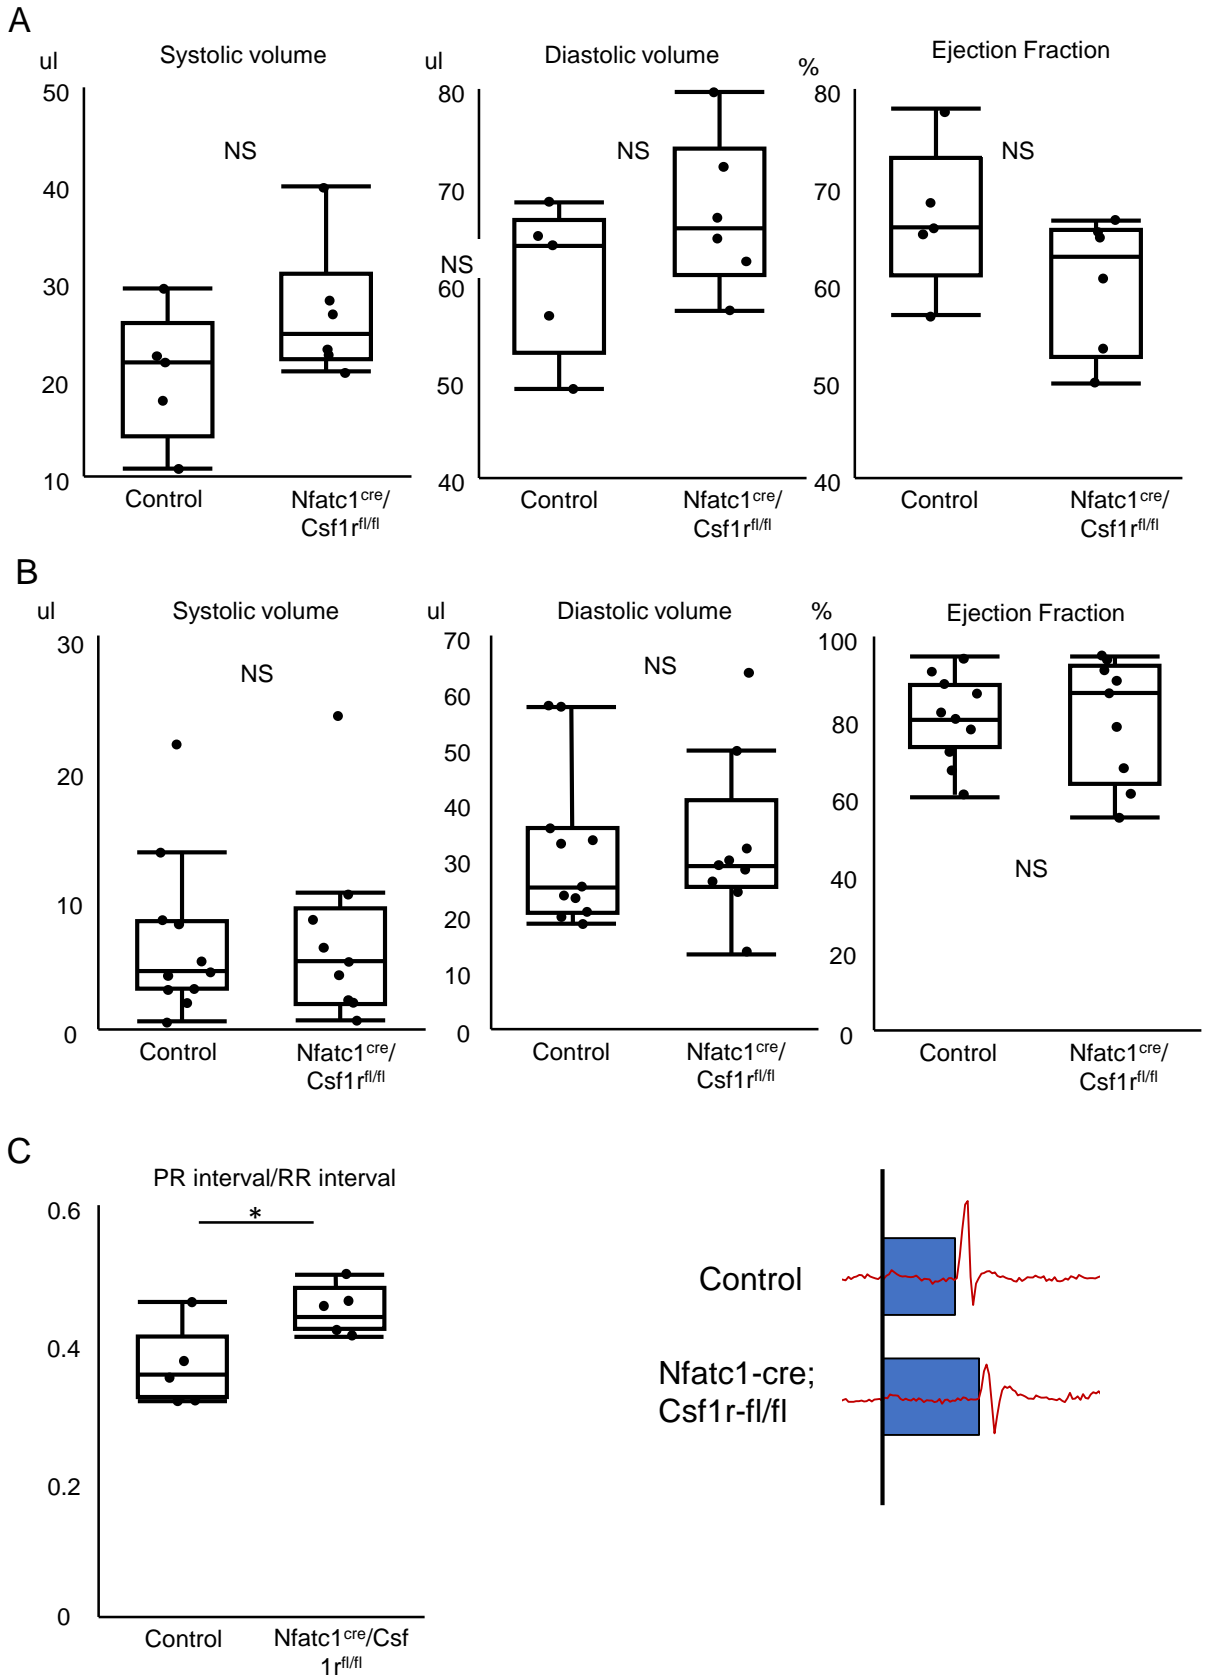 A
Systolic volume
ul
50
40
30
20
10
NS
Control
Nfatc1cre/
Csf1rfl/fl
Diastolic volume
ul
80
70
NS
60
50
40
NS
Control
Nfatc1cre/
Csf1rfl/fl
Ejection Fraction
%
80
70
60
50
40
NS
Control
Nfatc1cre/
Csf1rfl/fl
B
Systolic volume
ul
30
20
10
0
NS
Control
Nfatc1cre/
Csf1rfl/fl
Diastolic volume
ul
70
60
50
40
30
20
10
0
NS
Control
Nfatc1cre/
Csf1rfl/fl
Ejection Fraction
%
100
80
60
40
20
0
NS
Control
Nfatc1cre/
Csf1rfl/fl
C
PR interval/RR interval
0.6
0.4
0.2
0
*
Control
Nfatc1cre/Csf
1rfl/fl
Control
Nfatc1-cre;
Csf1r-fl/fl